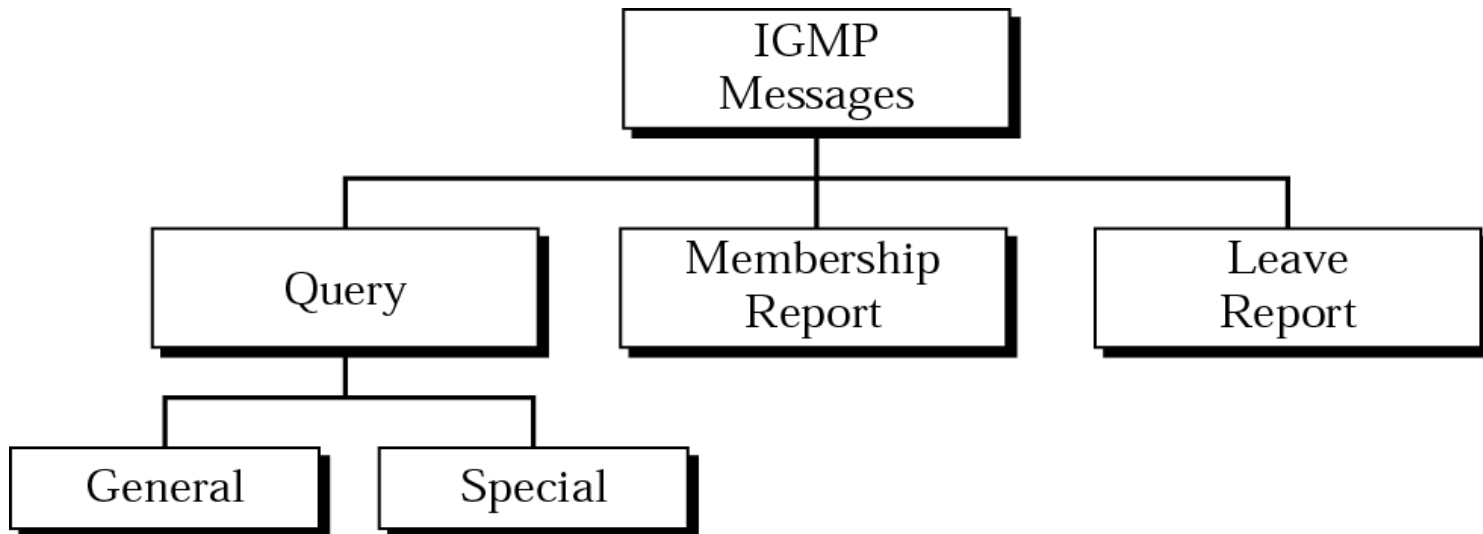 IGMP
Messages
Query
Membership
Report
Leave
Report
General
Special